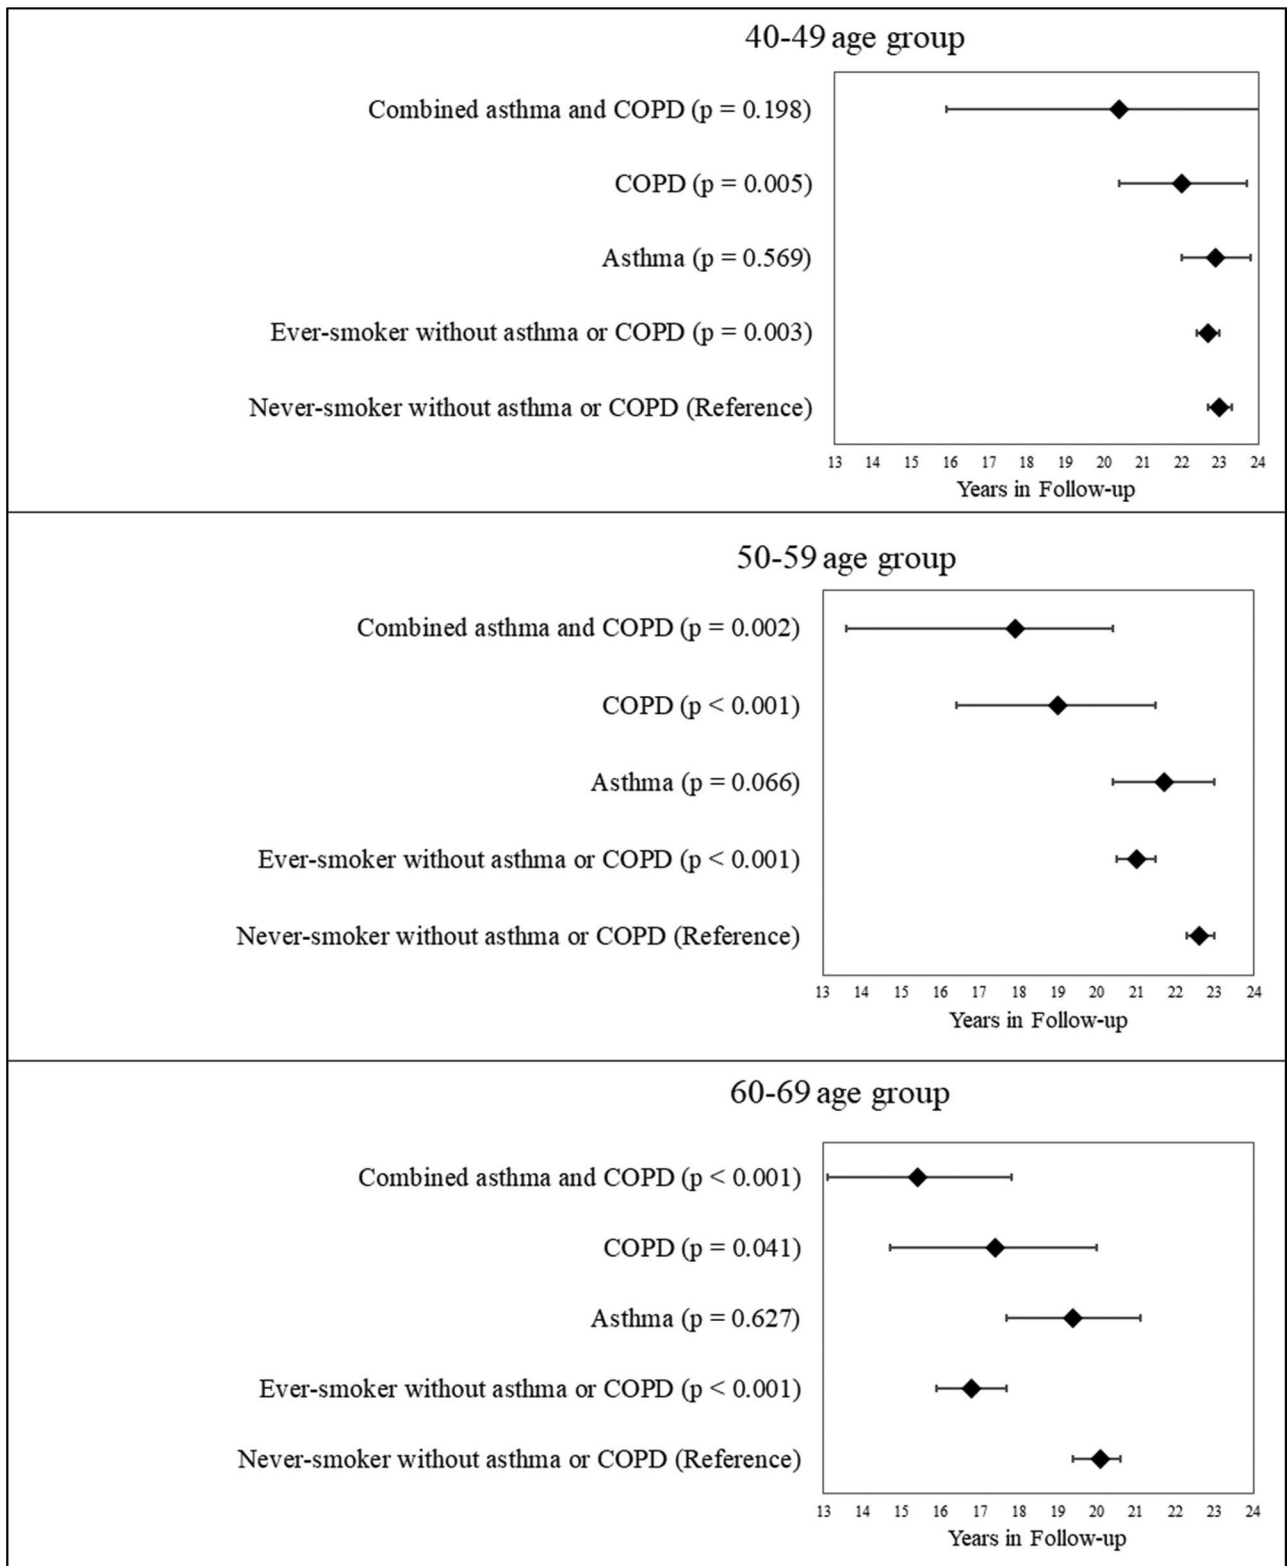 40-49 age group
Combined asthma and COPD (p = 0.198)
COPD (p = 0.005)
Asthma (p = 0.569)
Ever-smoker without asthma or COPD (p = 0.003)
Never-smoker without asthma or COPD (Reference)
13 14 15 16 17 18 19 20 21 22 23 24
Years in Follow-up
50-59 age group
Combined asthma and COPD (p = 0.002)
COPD (p < 0.001)
Asthma (p = 0.066)
Ever-smoker without asthma or COPD (p < 0.001)
Never-smoker without asthma or COPD (Reference)
13 14 15 16 17 18 19 20 21 22 23 24
Years in Follow-up
60-69 age group
Combined asthma and COPD (p < 0.001)
COPD (p = 0.041)
Asthma (p = 0.627)
Ever-smoker without asthma or COPD (p < 0.001)
Never-smoker without asthma or COPD (Reference)
13 14 15 16 17 18 19 20 21 22 23 24
Years in Follow-up